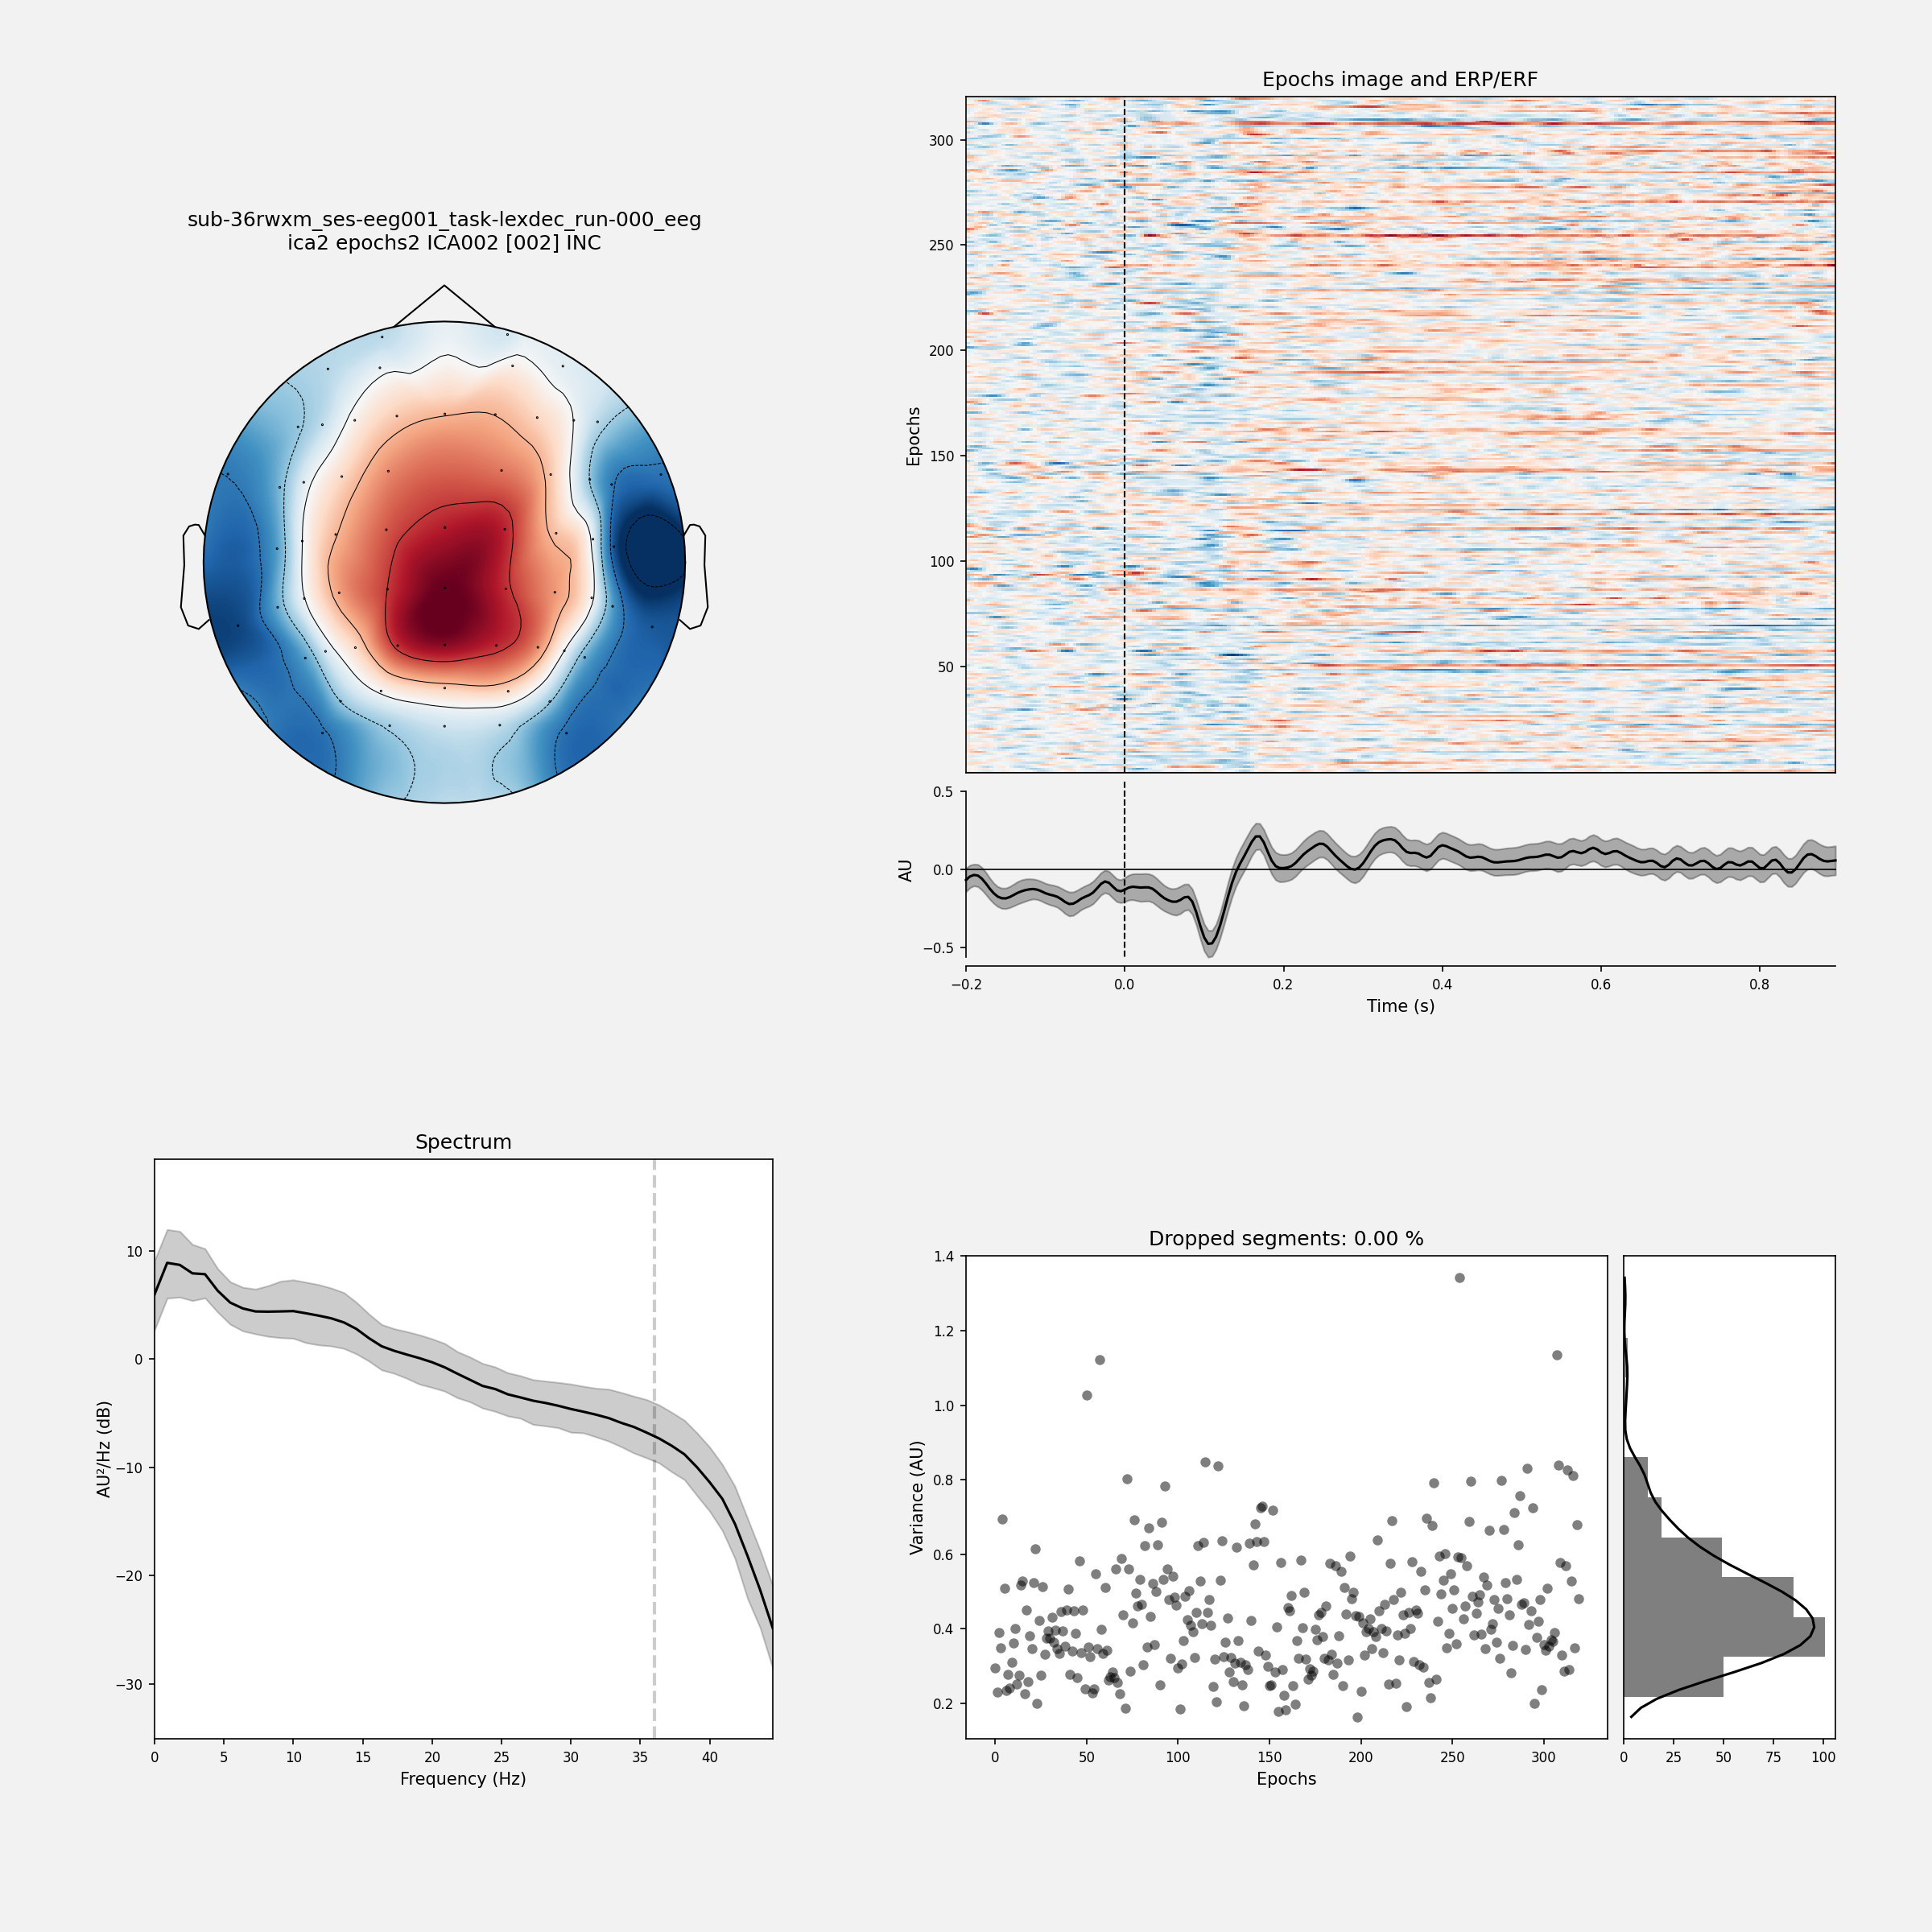 sub-36rwxm_ses-eeg001_task-lexdec_run-000_eeg
ica2 epochs2 ICA002 [002] INC
Epochs image and ERP/ERF
300
250
200
150
100
50
Epochs
0.5
0.0
−0.5
AU
−0.2 0.0 0.2 0.4 0.6 0.8
Time (s)
Spectrum
10
0
−10
−20
−30
AU²/Hz (dB)
0 5 10 15 20 25 30 35 40
Frequency (Hz)
Dropped segments: 0.00 %
1.4
1.2
1.0
0.8
0.6
0.4
0.2
Variance (AU)
0 50 100 150 200 250 300
Epochs
0 25 50 75 100